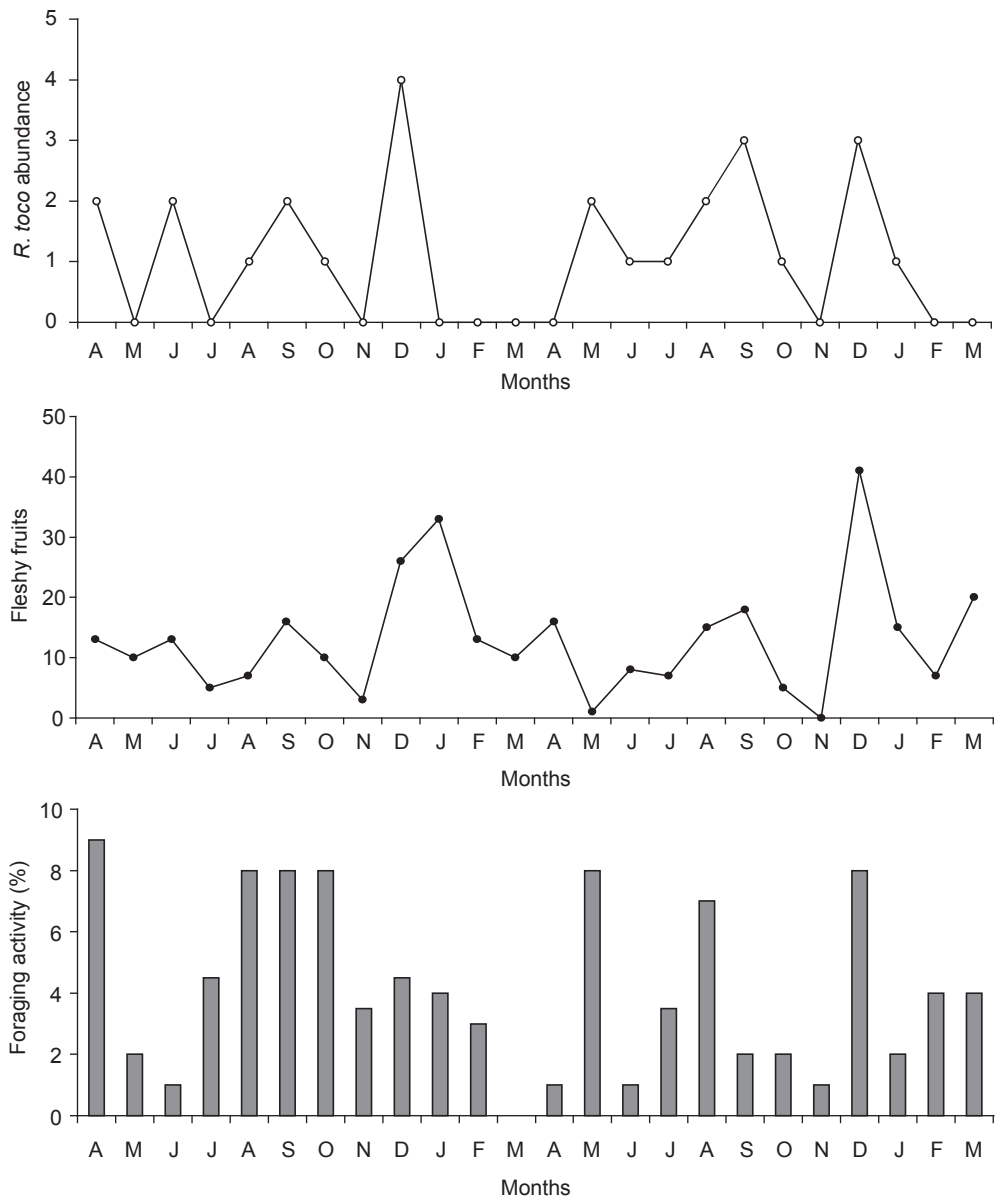 5
4
3
2
1
0
R. toco abundance
A M J J A S O N D J F M A M J J A S O N D J F M
Months
50
40
30
20
10
0
Fleshy fruits
A M J J A S O N D J F M A M J J A S O N D J F M
Months
10
8
6
4
2
0
Foraging activity (%)
A M J J A S O N D J F M A M J J A S O N D J F M
Months